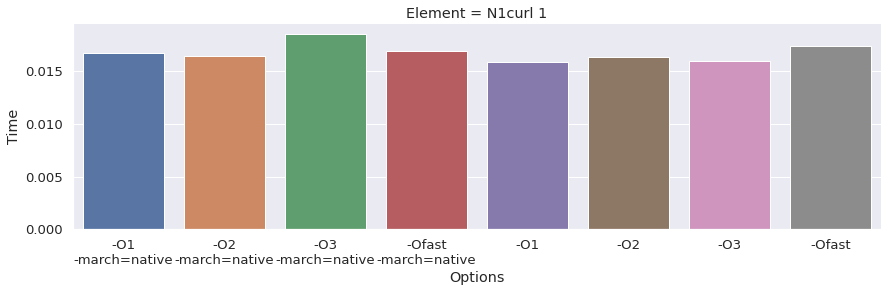 Element = N1curl 1
Time
0.015
0.010
0.005
0.000
-O1 -O2 -O3 -Ofast -O1 -O2 -O3 -Ofast
-march=native -march=native -march=native -march=native
Options